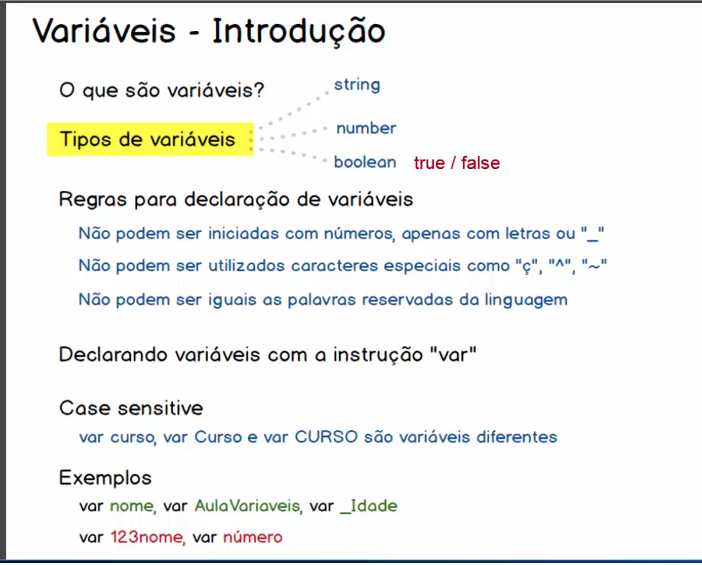 Variáveis - Introdução
O que são variáveis?
string
Tipos de variáveis
number
boolean true / false
Regras para declaração de variáveis
Não podem ser iniciadas com números, apenas com letras ou "_"
Não podem ser utilizados caracteres especiais como "ç", "^", "~"
Não podem ser iguais as palavras reservadas da linguagem
Declarando variáveis com a instrução "var"
Case sensitive
var curso, var Curso e var CURSO são variáveis diferentes
Exemplos
var nome, var AulaVariaveis, var _Idade
var 123nome, var número